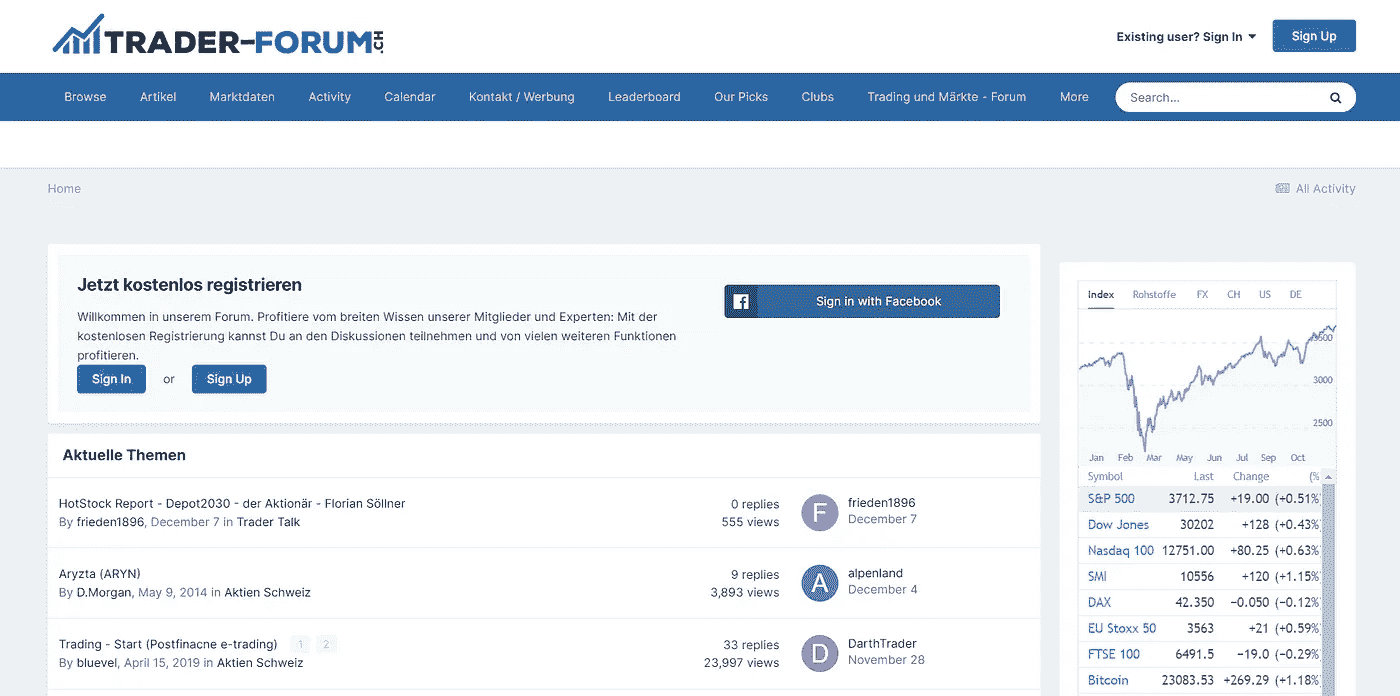 TRADER-FORUM.CH
Existing user? Sign In
Sign Up
Browse
Artikel
Marktdaten
Activity
Calendar
Kontakt / Werbung
Leaderboard
Our Picks
Clubs
Trading und Märkte - Forum
More
Search...
Home
All Activity
Jetzt kostenlos registrieren
Willkommen in unserem Forum. Profitiere vom breiten Wissen unserer Mitglieder und Experten: Mit der
kostenlosen Registrierung kannst Du an den Diskussionen teilnehmen und von vielen weiteren Funktionen
profitieren.
Sign In or Sign Up
Sign in with Facebook
Aktuelle Themen
HotStock Report - Depot2030 - der Aktionär - Florian Söllner
By frieden1896, December 7 in Trader Talk
0 replies
555 views
F
frieden1896
December 7
Aryzta (ARYN)
By D.Morgan, May 9, 2014 in Aktien Schweiz
9 replies
3,893 views
A
alpenland
December 4
Trading - Start (Postfinacne e-trading) 1 2
By bluevel, April 15, 2019 in Aktien Schweiz
33 replies
23,997 views
D
DarthTrader
November 28
Index Rohstoffe FX CH US DE
3500
3000
2500
Jan Feb Mar May Jun Jul Sep Oct
Symbol Last Change (%
S&P 500 3712.75 +19.00 (+0.51%
Dow Jones 30202 +128 (+0.43%
Nasdaq 100 12751.00 +80.25 (+0.63%
SMI 10556 +120 (+1.15%
DAX 42.350 −0.050 (−0.12%
EU Stoxx 50 3563 +21 (+0.59%
FTSE 100 6491.5 −19.0 (−0.29%
Bitcoin 23083.53 +269.29 (+1.18%